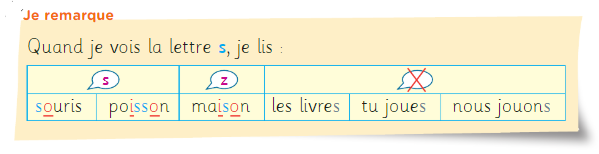 Je remarque
Quand je vois la lettre s, je lis :
s z
souris poisson maison les livres tu joues nous jouons